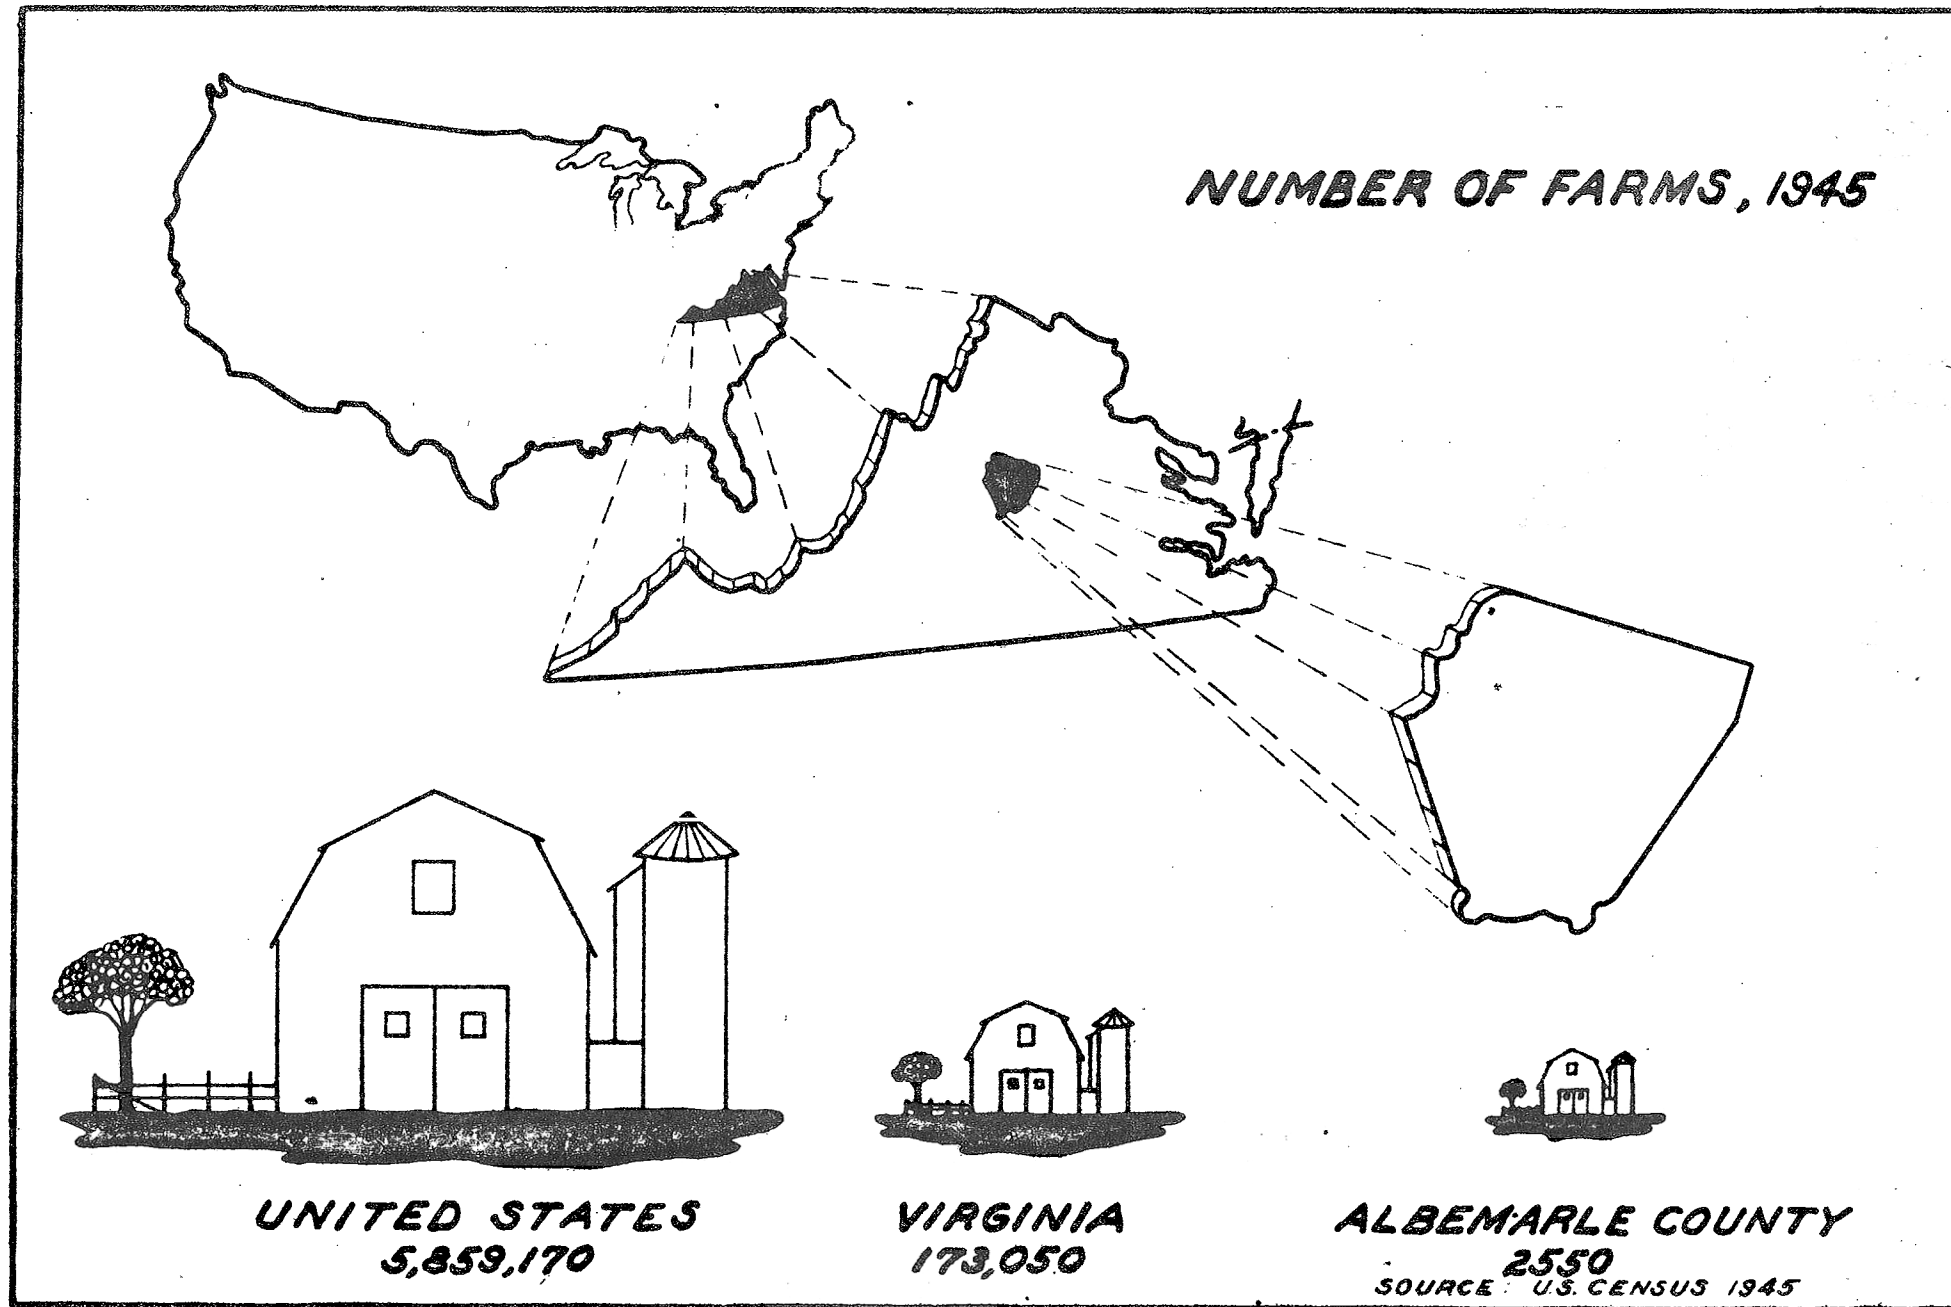 NUMBER OF FARMS, 1945
UNITED STATES
5,859,170
VIRGINIA
173,050
ALBEMARLE COUNTY
2550
SOURCE: U.S. CENSUS 1945